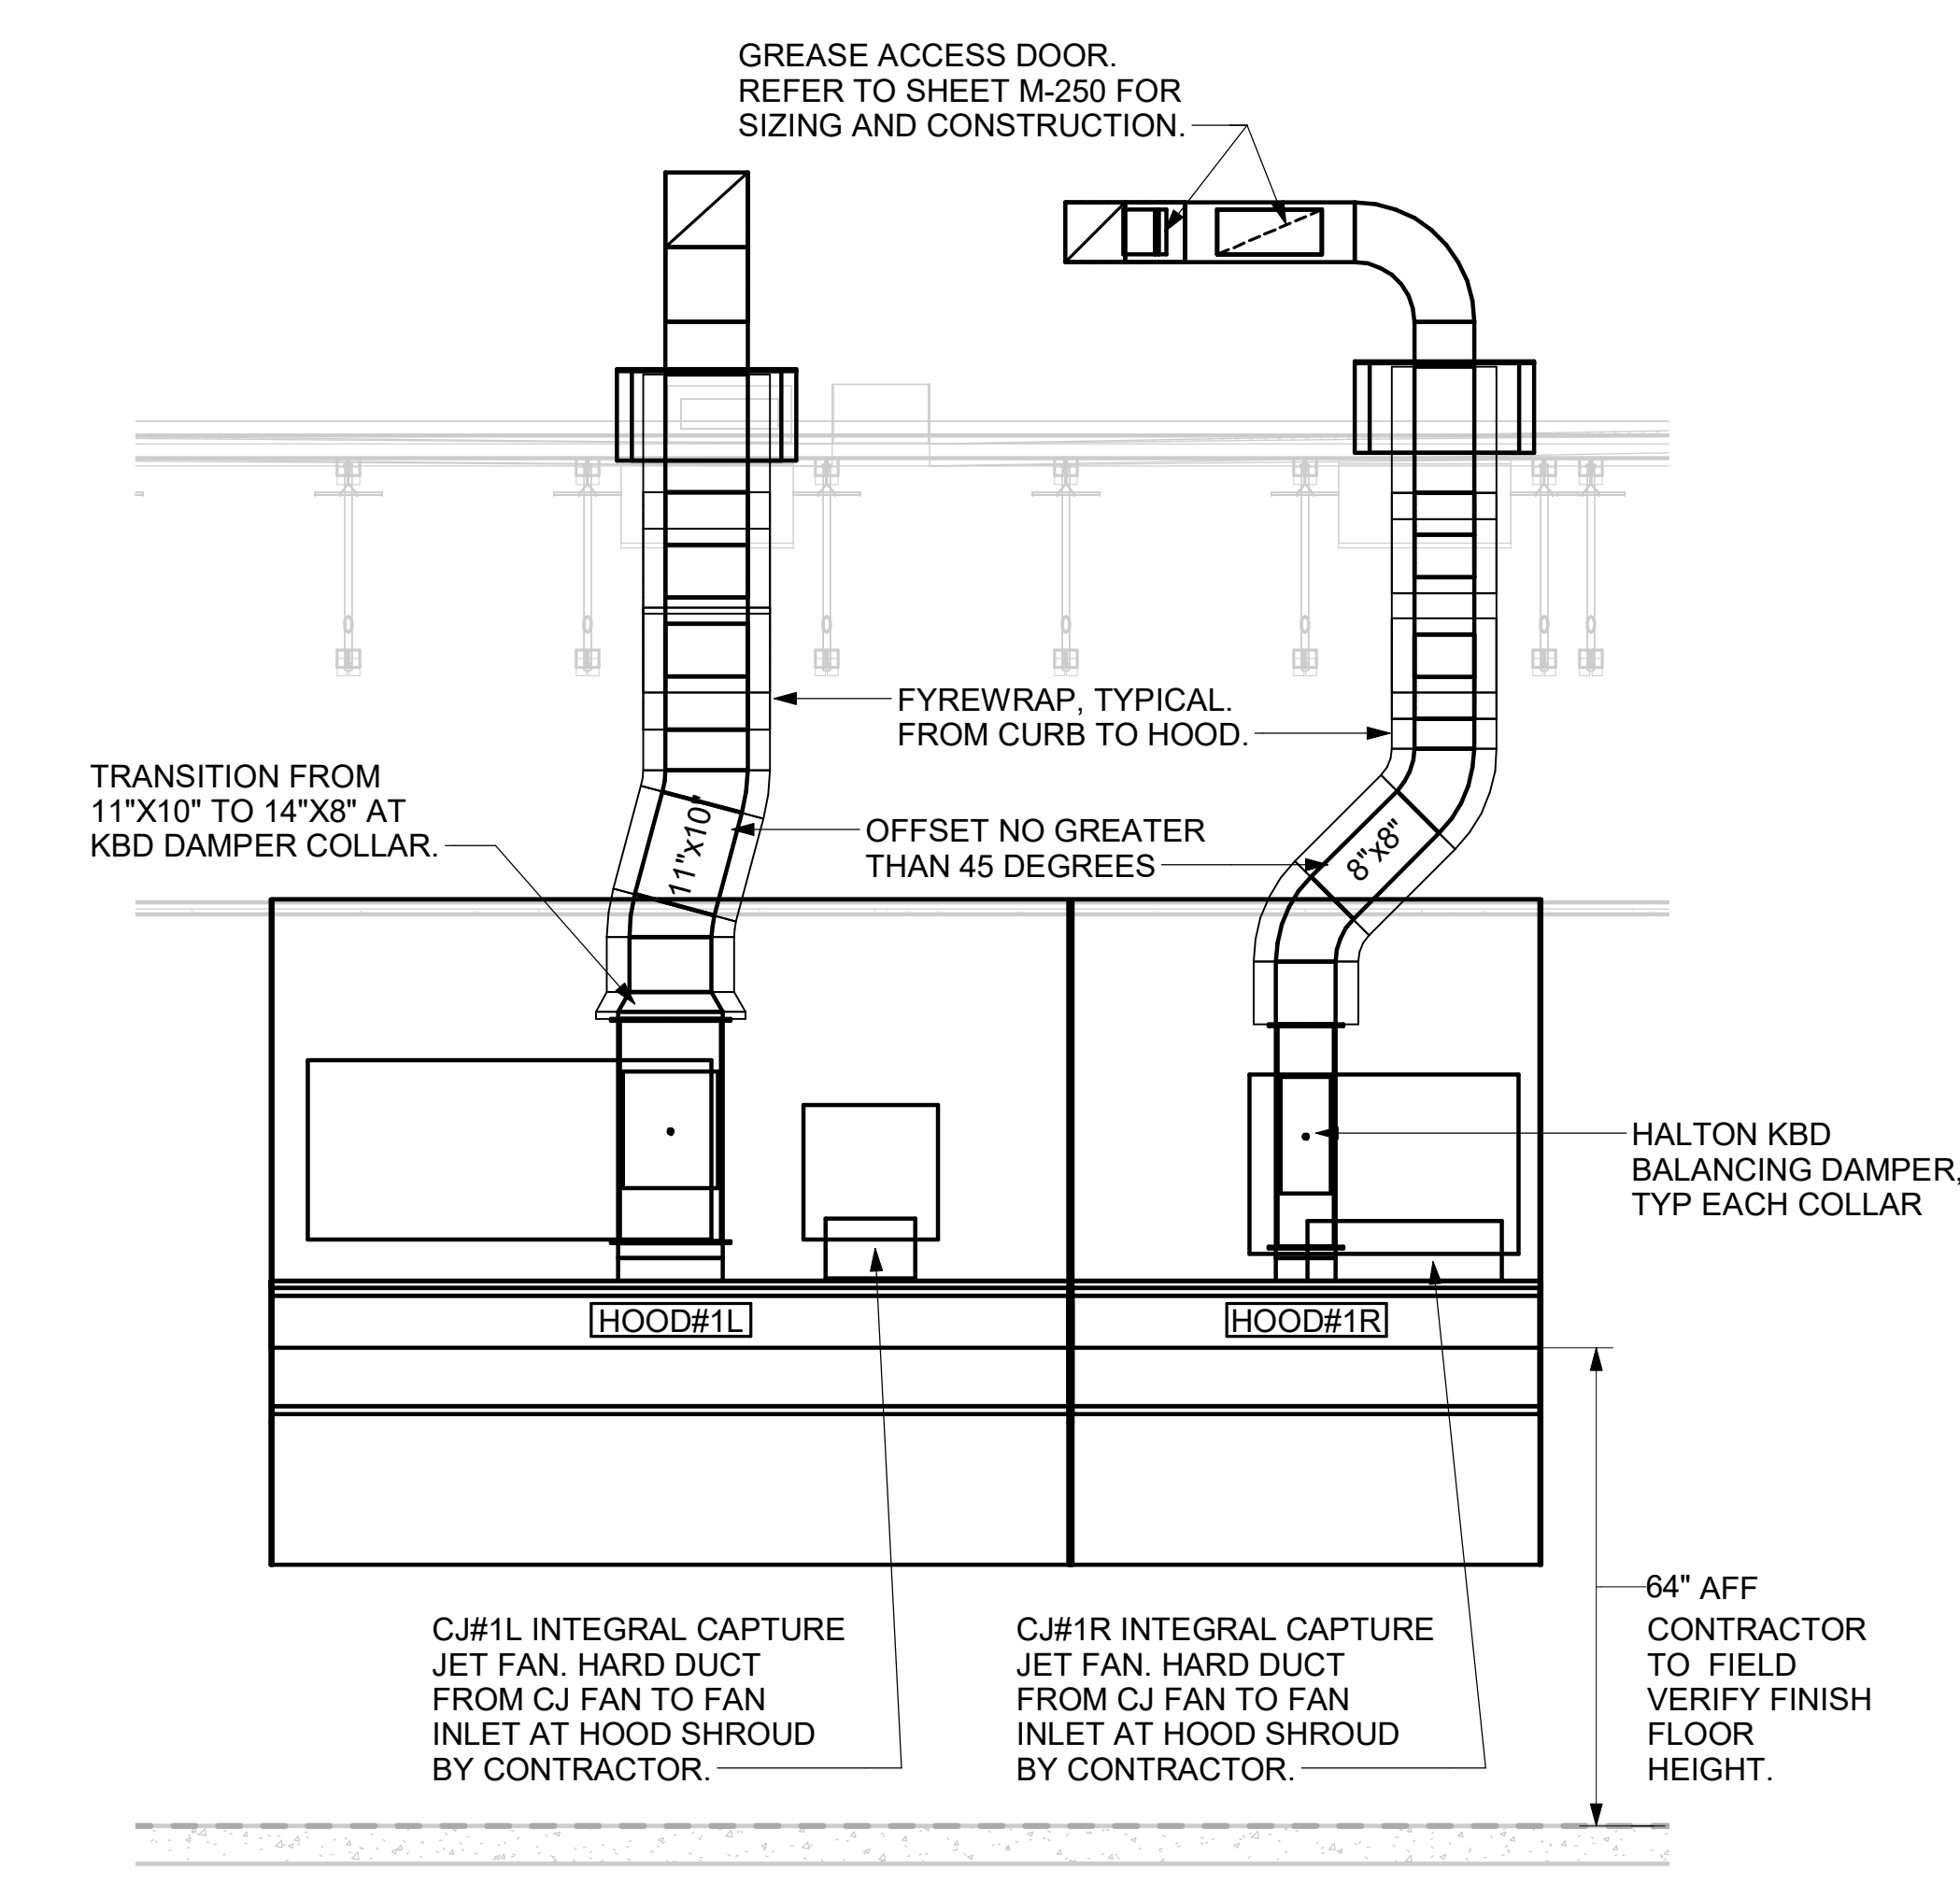 GREASE ACCESS DOOR.
REFER TO SHEET M-250 FOR
SIZING AND CONSTRUCTION.
FYREWRAP, TYPICAL.
FROM CURB TO HOOD.
TRANSITION FROM
11"X10" TO 14"X8" AT
KBD DAMPER COLLAR.
11"x10"
OFFSET NO GREATER
THAN 45 DEGREES
8"x8"
HALTON KBD
BALANCING DAMPER,
TYP EACH COLLAR
HOOD#1L
HOOD#1R
CJ#1L INTEGRAL CAPTURE
JET FAN. HARD DUCT
FROM CJ FAN TO FAN
INLET AT HOOD SHROUD
BY CONTRACTOR.
CJ#1R INTEGRAL CAPTURE
JET FAN. HARD DUCT
FROM CJ FAN TO FAN
INLET AT HOOD SHROUD
BY CONTRACTOR.
64" AFF
CONTRACTOR
TO FIELD
VERIFY FINISH
FLOOR
HEIGHT.